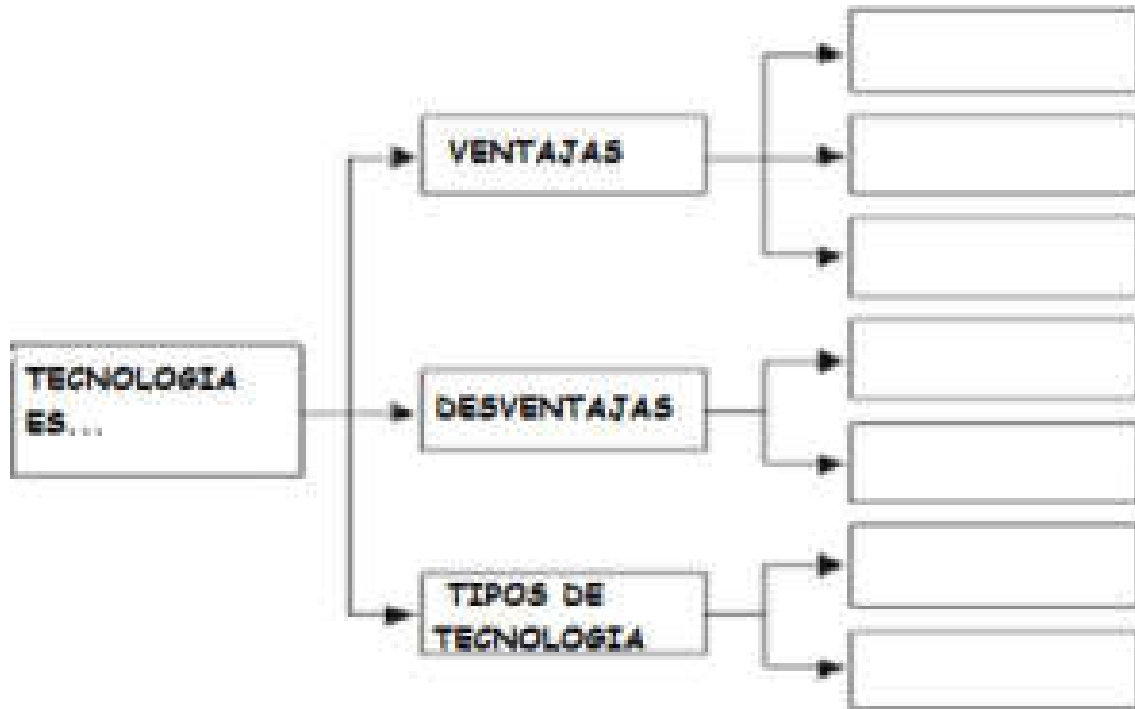 VENTAJAS
TECNOLOGIA
ES...
DESVENTAJAS
TIPOS DE
TECNOLOGIA